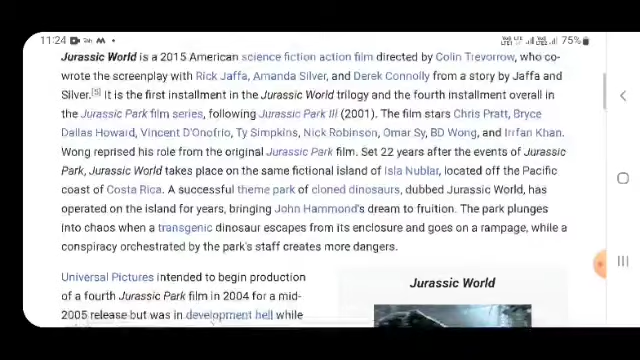 11:24 75%
Jurassic World is a 2015 American science fiction action film directed by Colin Trevorrow, who co-
wrote the screenplay with Rick Jaffa, Amanda Silver, and Derek Connolly from a story by Jaffa and
Silver.[5] It is the first installment in the Jurassic World trilogy and the fourth installment overall in
the Jurassic Park film series, following Jurassic Park III (2001). The film stars Chris Pratt, Bryce
Dallas Howard, Vincent D'Onofrio, Ty Simpkins, Nick Robinson, Omar Sy, BD Wong, and Irrfan Khan.
Wong reprised his role from the original Jurassic Park film. Set 22 years after the events of Jurassic
Park, Jurassic World takes place on the same fictional island of Isla Nublar, located off the Pacific
coast of Costa Rica. A successful theme park of cloned dinosaurs, dubbed Jurassic World, has
operated on the island for years, bringing John Hammond's dream to fruition. The park plunges
into chaos when a transgenic dinosaur escapes from its enclosure and goes on a rampage, while a
conspiracy orchestrated by the park's staff creates more dangers.
Universal Pictures intended to begin production
of a fourth Jurassic Park film in 2004 for a mid-
2005 release but was in development hell while
Jurassic World